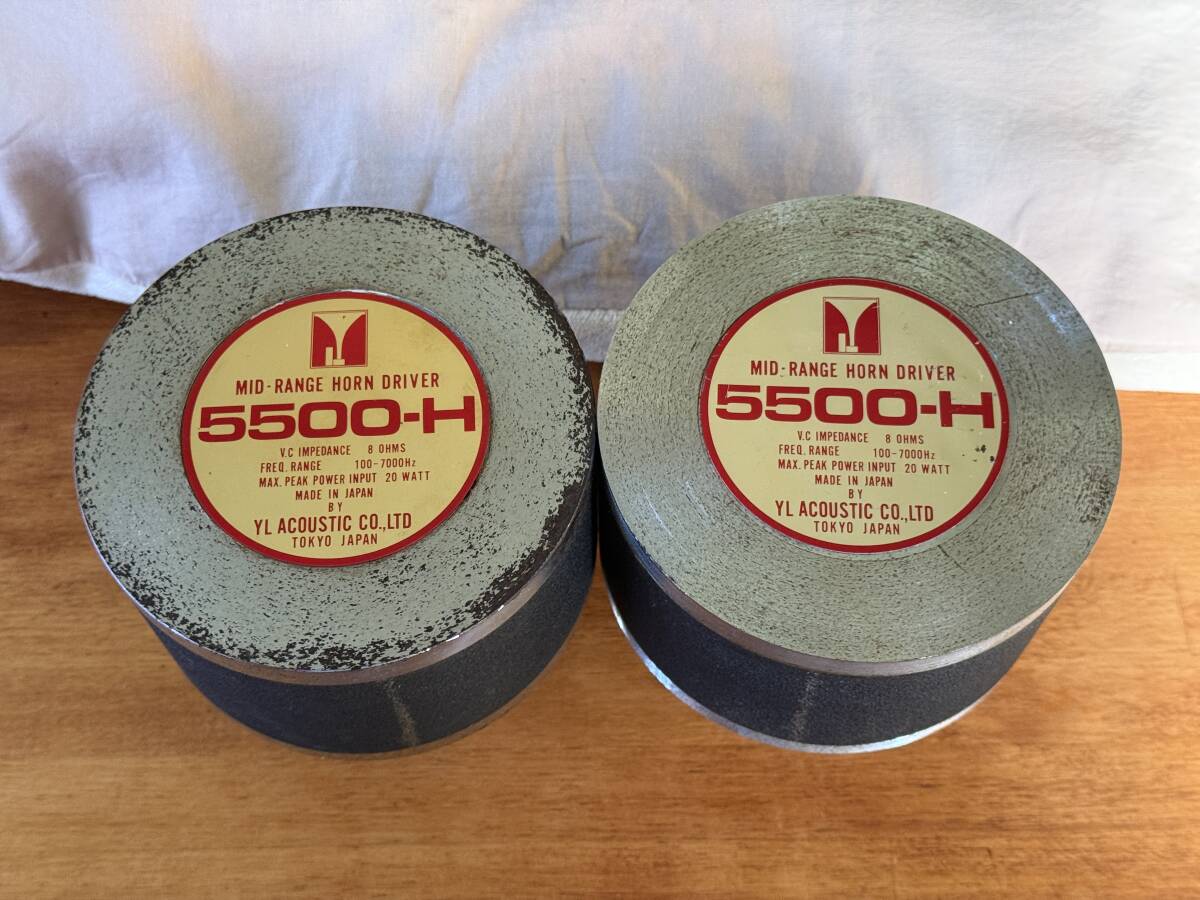 MID-RANGE HORN DRIVER
5500-H
V.C IMPEDANCE 8 OHMS
FREQ. RANGE 100-7000Hz
MAX. PEAK POWER INPUT 20 WATT
MADE IN JAPAN
BY
YL ACOUSTIC CO.,LTD
TOKYO JAPAN
MID-RANGE HORN DRIVER
5500-H
V.C IMPEDANCE 8 OHMS
FREQ. RANGE 100-7000Hz
MAX. PEAK POWER INPUT 20 WATT
MADE IN JAPAN
BY
YL ACOUSTIC CO.,LTD
TOKYO JAPAN